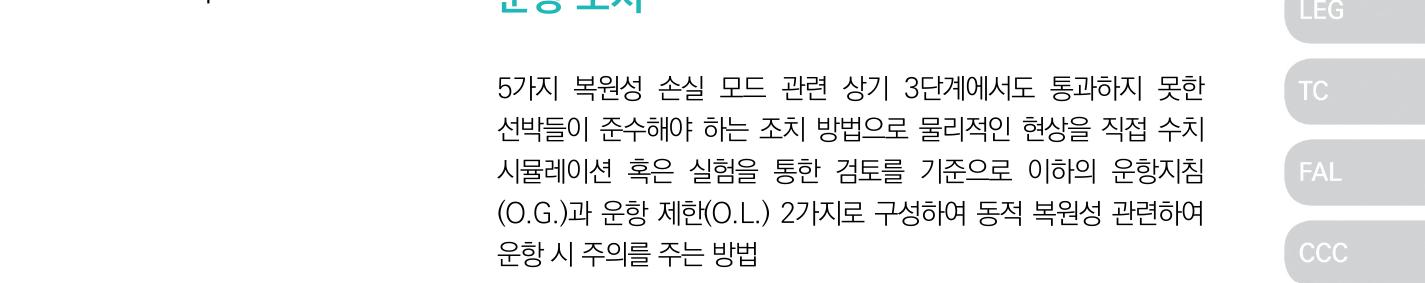 운항 조치
LEG
5가지 복원성 손실 모드 관련 상기 3단계에서도 통과하지 못한
TC
선박들이 준수해야 하는 조치 방법으로 물리적인 현상을 직접 수치
시뮬레이션 혹은 실험을 통한 검토를 기준으로 이하의 운항지침
FAL
(O.G.)과 운항 제한(O.L.) 2가지로 구성하여 동적 복원성 관련하여
운항 시 주의를 주는 방법
CCC